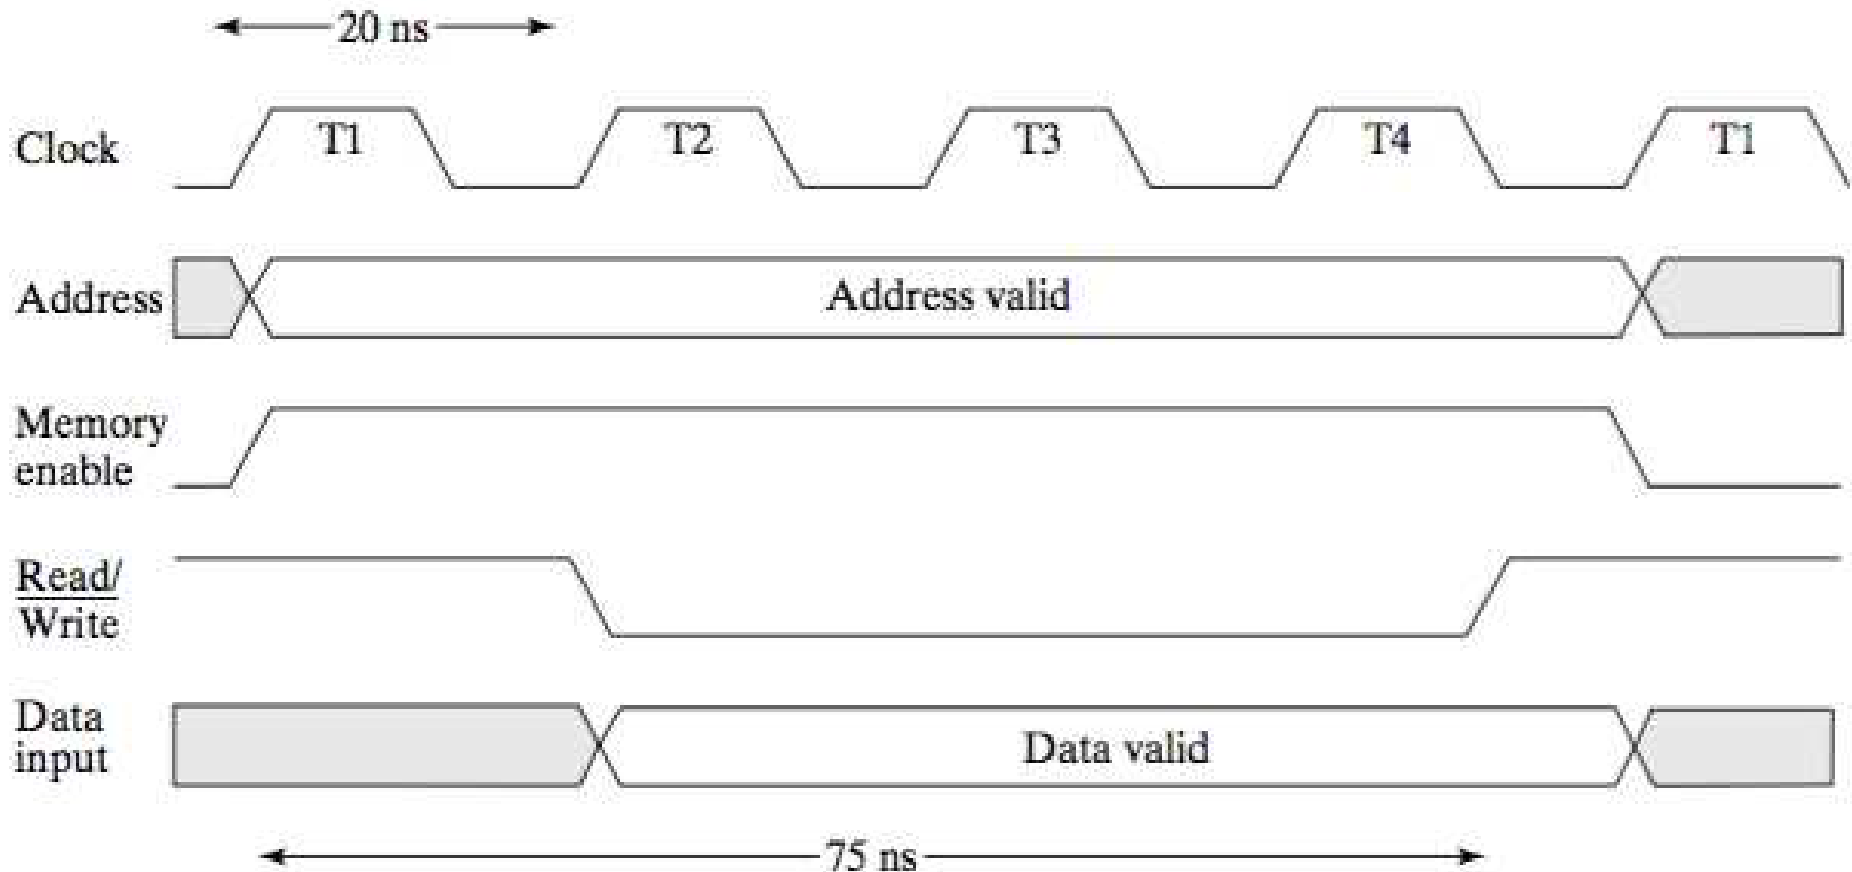 20 ns
Clock
T1
T2
T3
T4
T1
Address
Address valid
Memory
enable
Read/
Write
Data
input
Data valid
75 ns